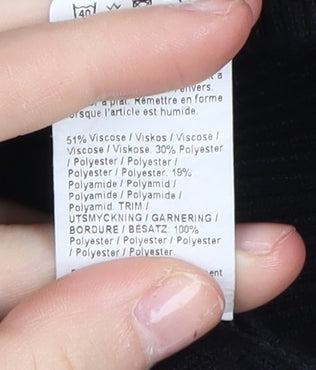 40
à
l'envers.
à plat. Remettre en forme
lorsque l'article est humide.
51% Viscose / Viskos / Viscose /
Viscose / Viskose. 30% Polyester
/ Polyester / Polyester /
Polyester / Polyester. 19%
Polyamide / Polyamid /
Polyamide / Polyamide /
Polyamid. TRIM /
UTSMYCKNING / GARNERING /
BORDURE / BESATZ: 100%
Polyester / Polyester / Polyester
/ Polyester / Polyester.